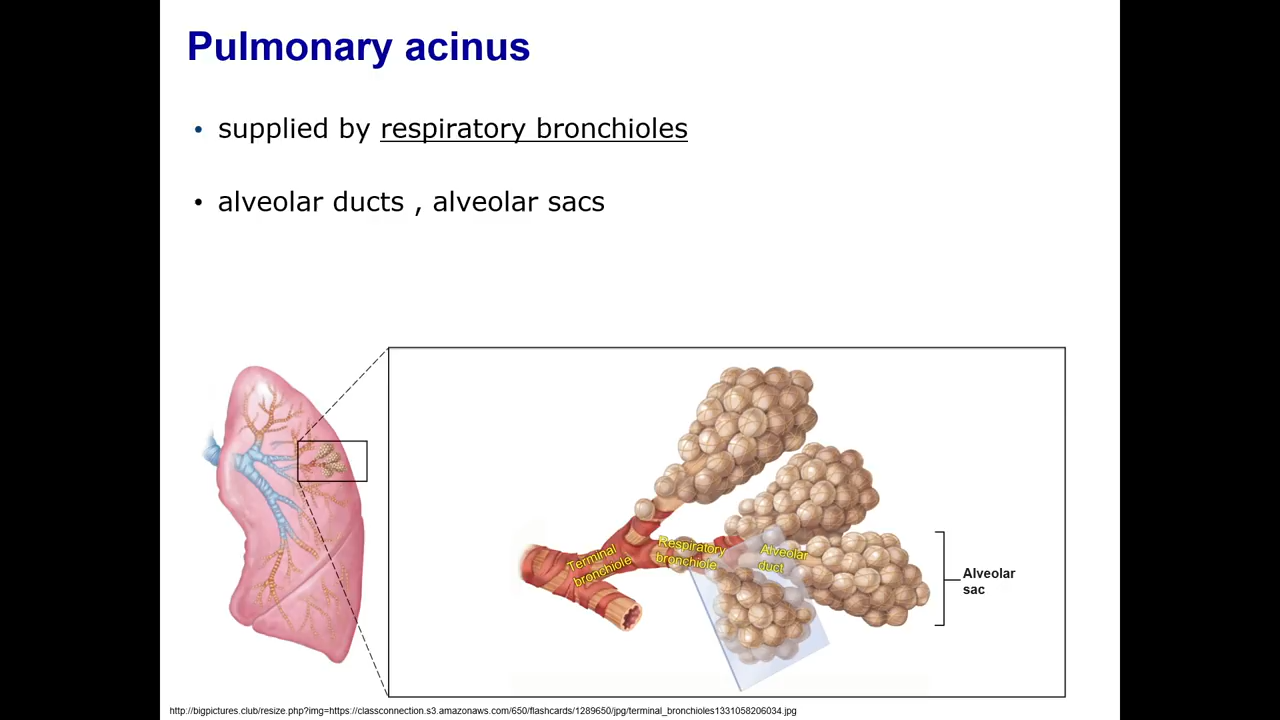 Pulmonary acinus
• supplied by respiratory bronchioles
• alveolar ducts , alveolar sacs
Terminal
bronchiole
Respiratory
bronchiole
Alveolar
duct
Alveolar
sac
http://bigpictures.club/resize.php?img=https://classconnection.s3.amazonaws.com/650/flashcards/1289650/jpg/terminal_bronchioles1331058206034.jpg